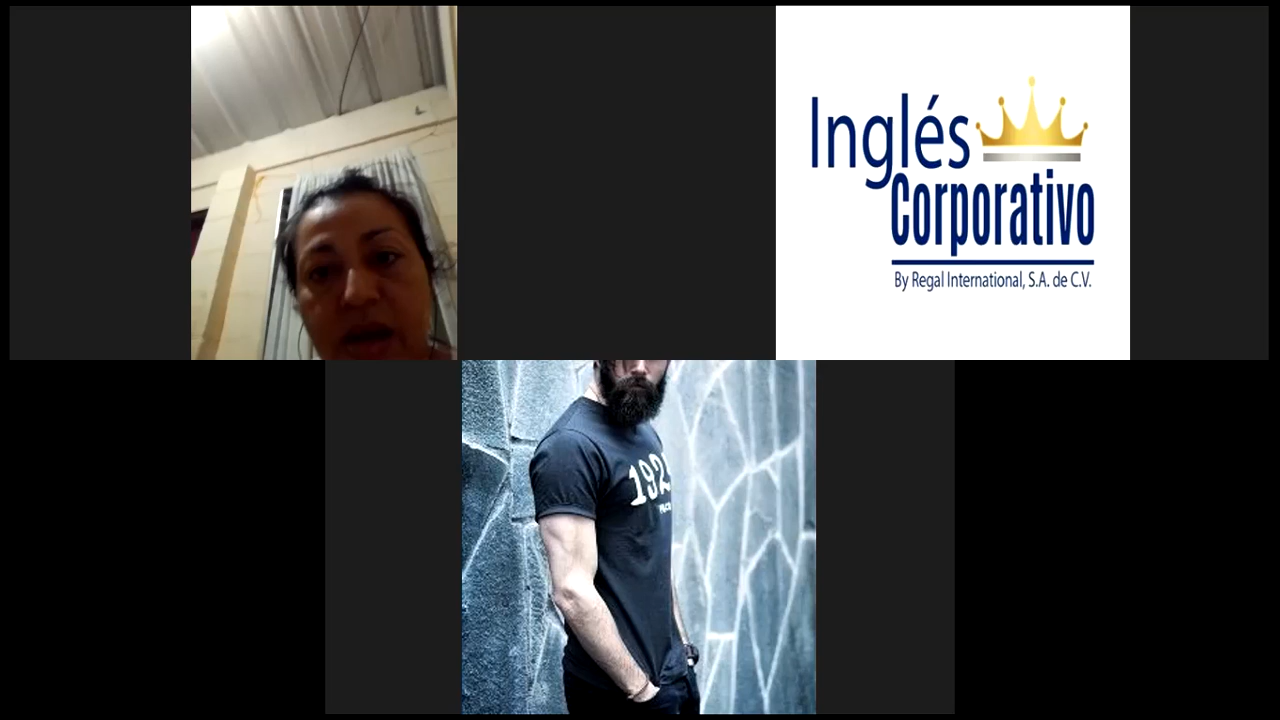 Inglés
Corporativo
By Regal International, S.A. de C.V.
192